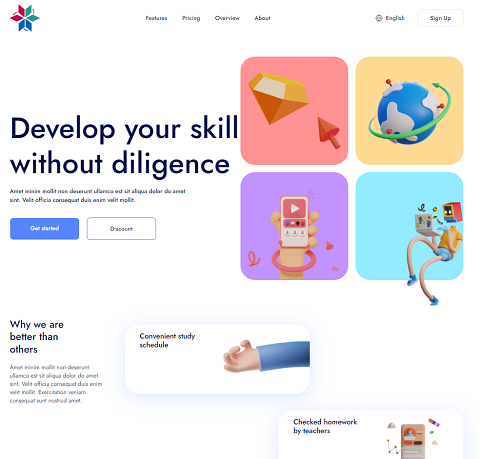 Features Pricing Overview About English Sign Up
Develop your skill
without diligence
Amet minim mollit non deserunt ullamco est sit aliqua dolor do amet
sint. Velit officia consequat duis enim velit mollit.
Get started Discount
Why we are
better than
others
Amet minim mollit non deserunt
ullamco est sit aliqua dolor do amet
sint. Velit officia consequat duis enim
velit mollit. Exercitation veniam
consequat sunt nostrud amet.
Convenient study
schedule
Checked homework
by teachers